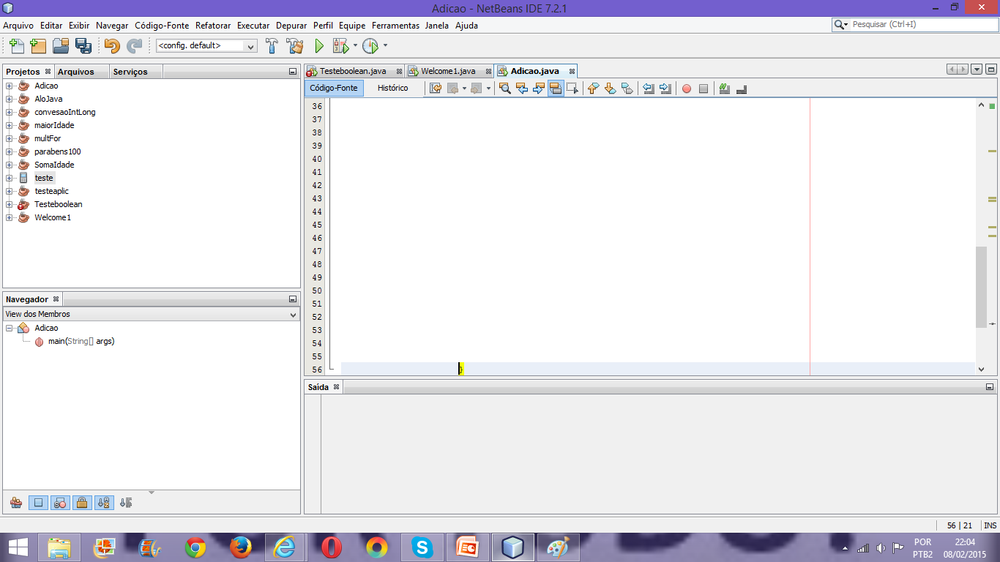 Adicao - NetBeans IDE 7.2.1
Arquivo Editar Exibir Navegar Código-Fonte Refatorar Executar Depurar Perfil Equipe Ferramentas Janela Ajuda
Pesquisar (Ctrl+I)
<config. default>
Projetos Arquivos Serviços
Adicao
AloJava
convesaoIntLong
maiorIdade
multFor
parabens100
SomaIdade
teste
testeaplic
Testeboolean
Welcome1
Navegador
View dos Membros
Adicao
main(String[] args)
Testeboolean.java Welcome1.java Adicao.java
Código-Fonte Histórico
36
37
38
39
40
41
42
43
44
45
46
47
48
49
50
51
52
53
54
55
56 }
Saída
56 | 21 INS
POR
PTB2
22:04
08/02/2015